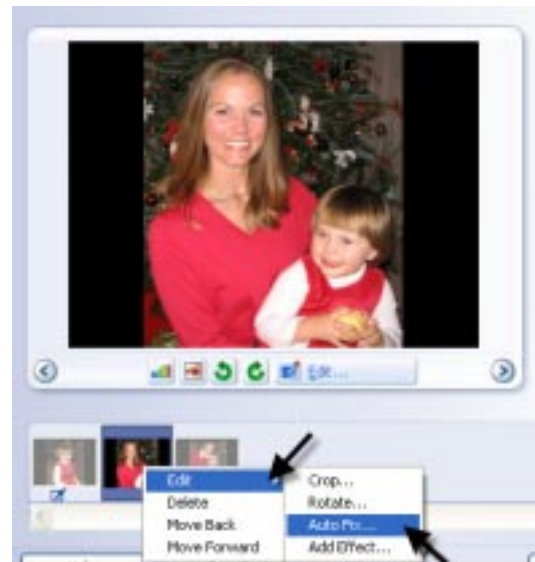 Edit...
Edit
Delete
Move Back
Move Forward
Crop...
Rotate...
Auto Fix...
Add Effect...